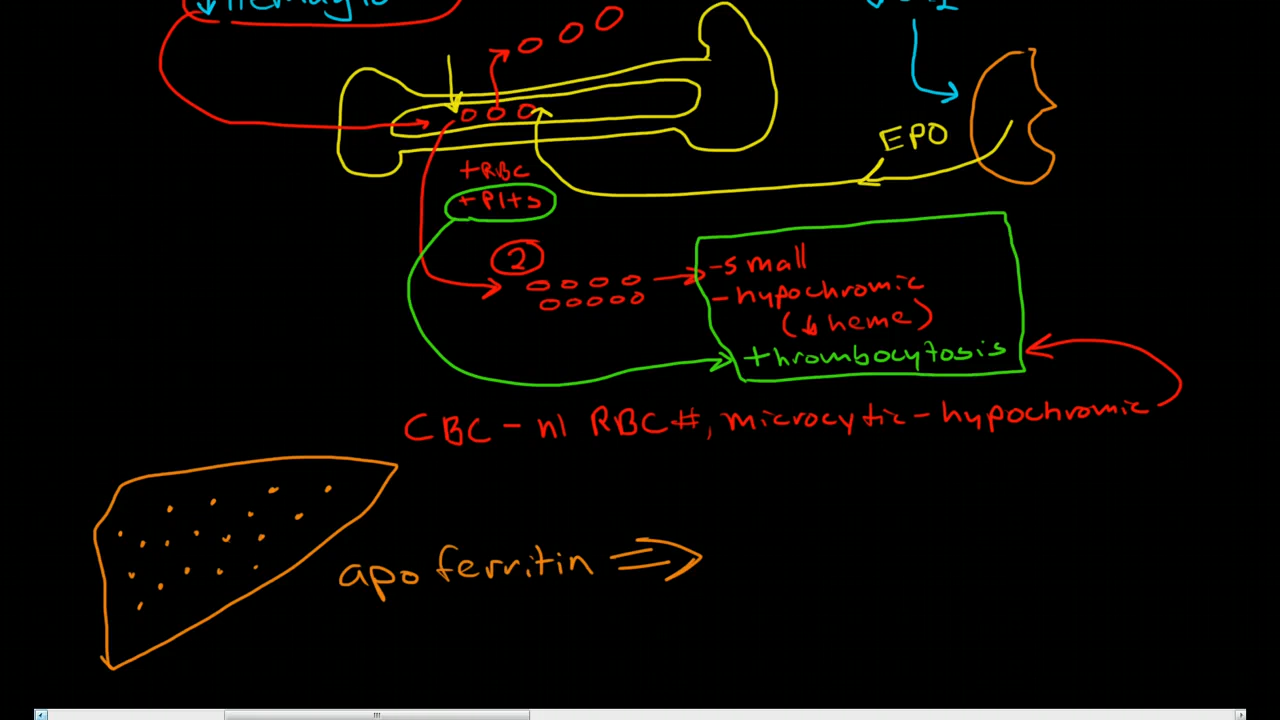 EPO
+RBC
+Plts
2
-small
-hypochromic
(↓ heme)
thrombocytosis
CBC - nl RBC#, microcytic-hypochromic
apoferritin ⇒